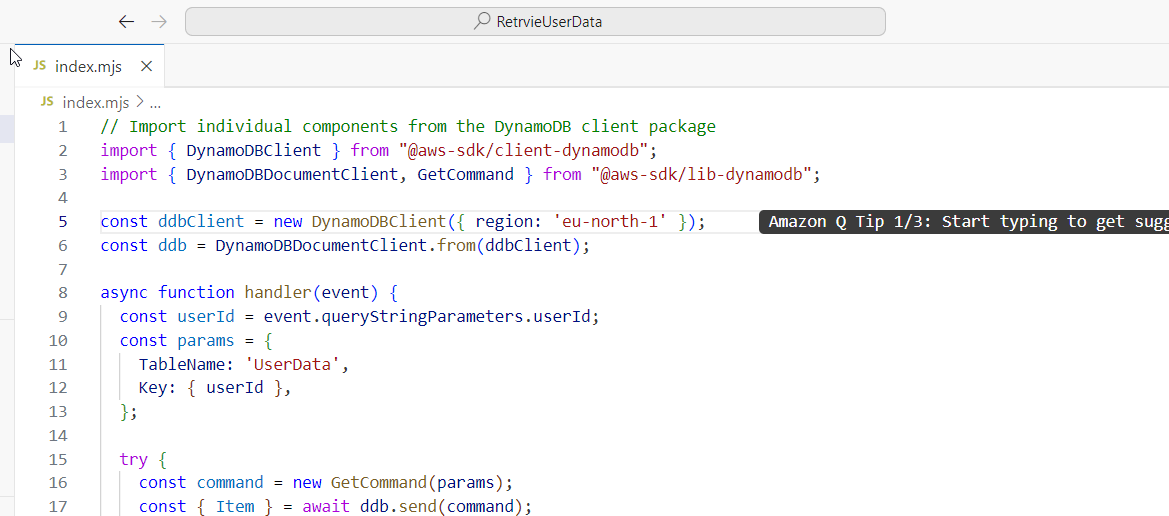 RetrvieUserData
JS index.mjs
JS index.mjs > ...
1 // Import individual components from the DynamoDB client package
2 import { DynamoDBClient } from "@aws-sdk/client-dynamodb";
3 import { DynamoDBDocumentClient, GetCommand } from "@aws-sdk/lib-dynamodb";
4
5 const ddbClient = new DynamoDBClient({ region: 'eu-north-1' }); Amazon Q Tip 1/3: Start typing to get sugg
6 const ddb = DynamoDBDocumentClient.from(ddbClient);
7
8 async function handler(event) {
9 const userId = event.queryStringParameters.userId;
10 const params = {
11 TableName: 'UserData',
12 Key: { userId },
13 };
14
15 try {
16 const command = new GetCommand(params);
17 const { Item } = await ddb.send(command);